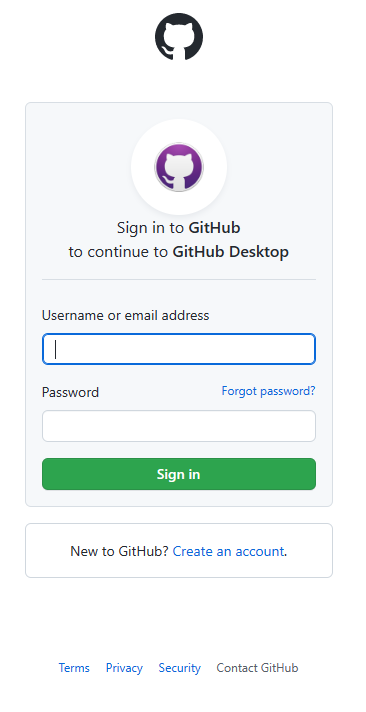 Sign in to GitHub
to continue to GitHub Desktop
Username or email address
Password Forgot password?
Sign in
New to GitHub? Create an account.
Terms Privacy Security Contact GitHub